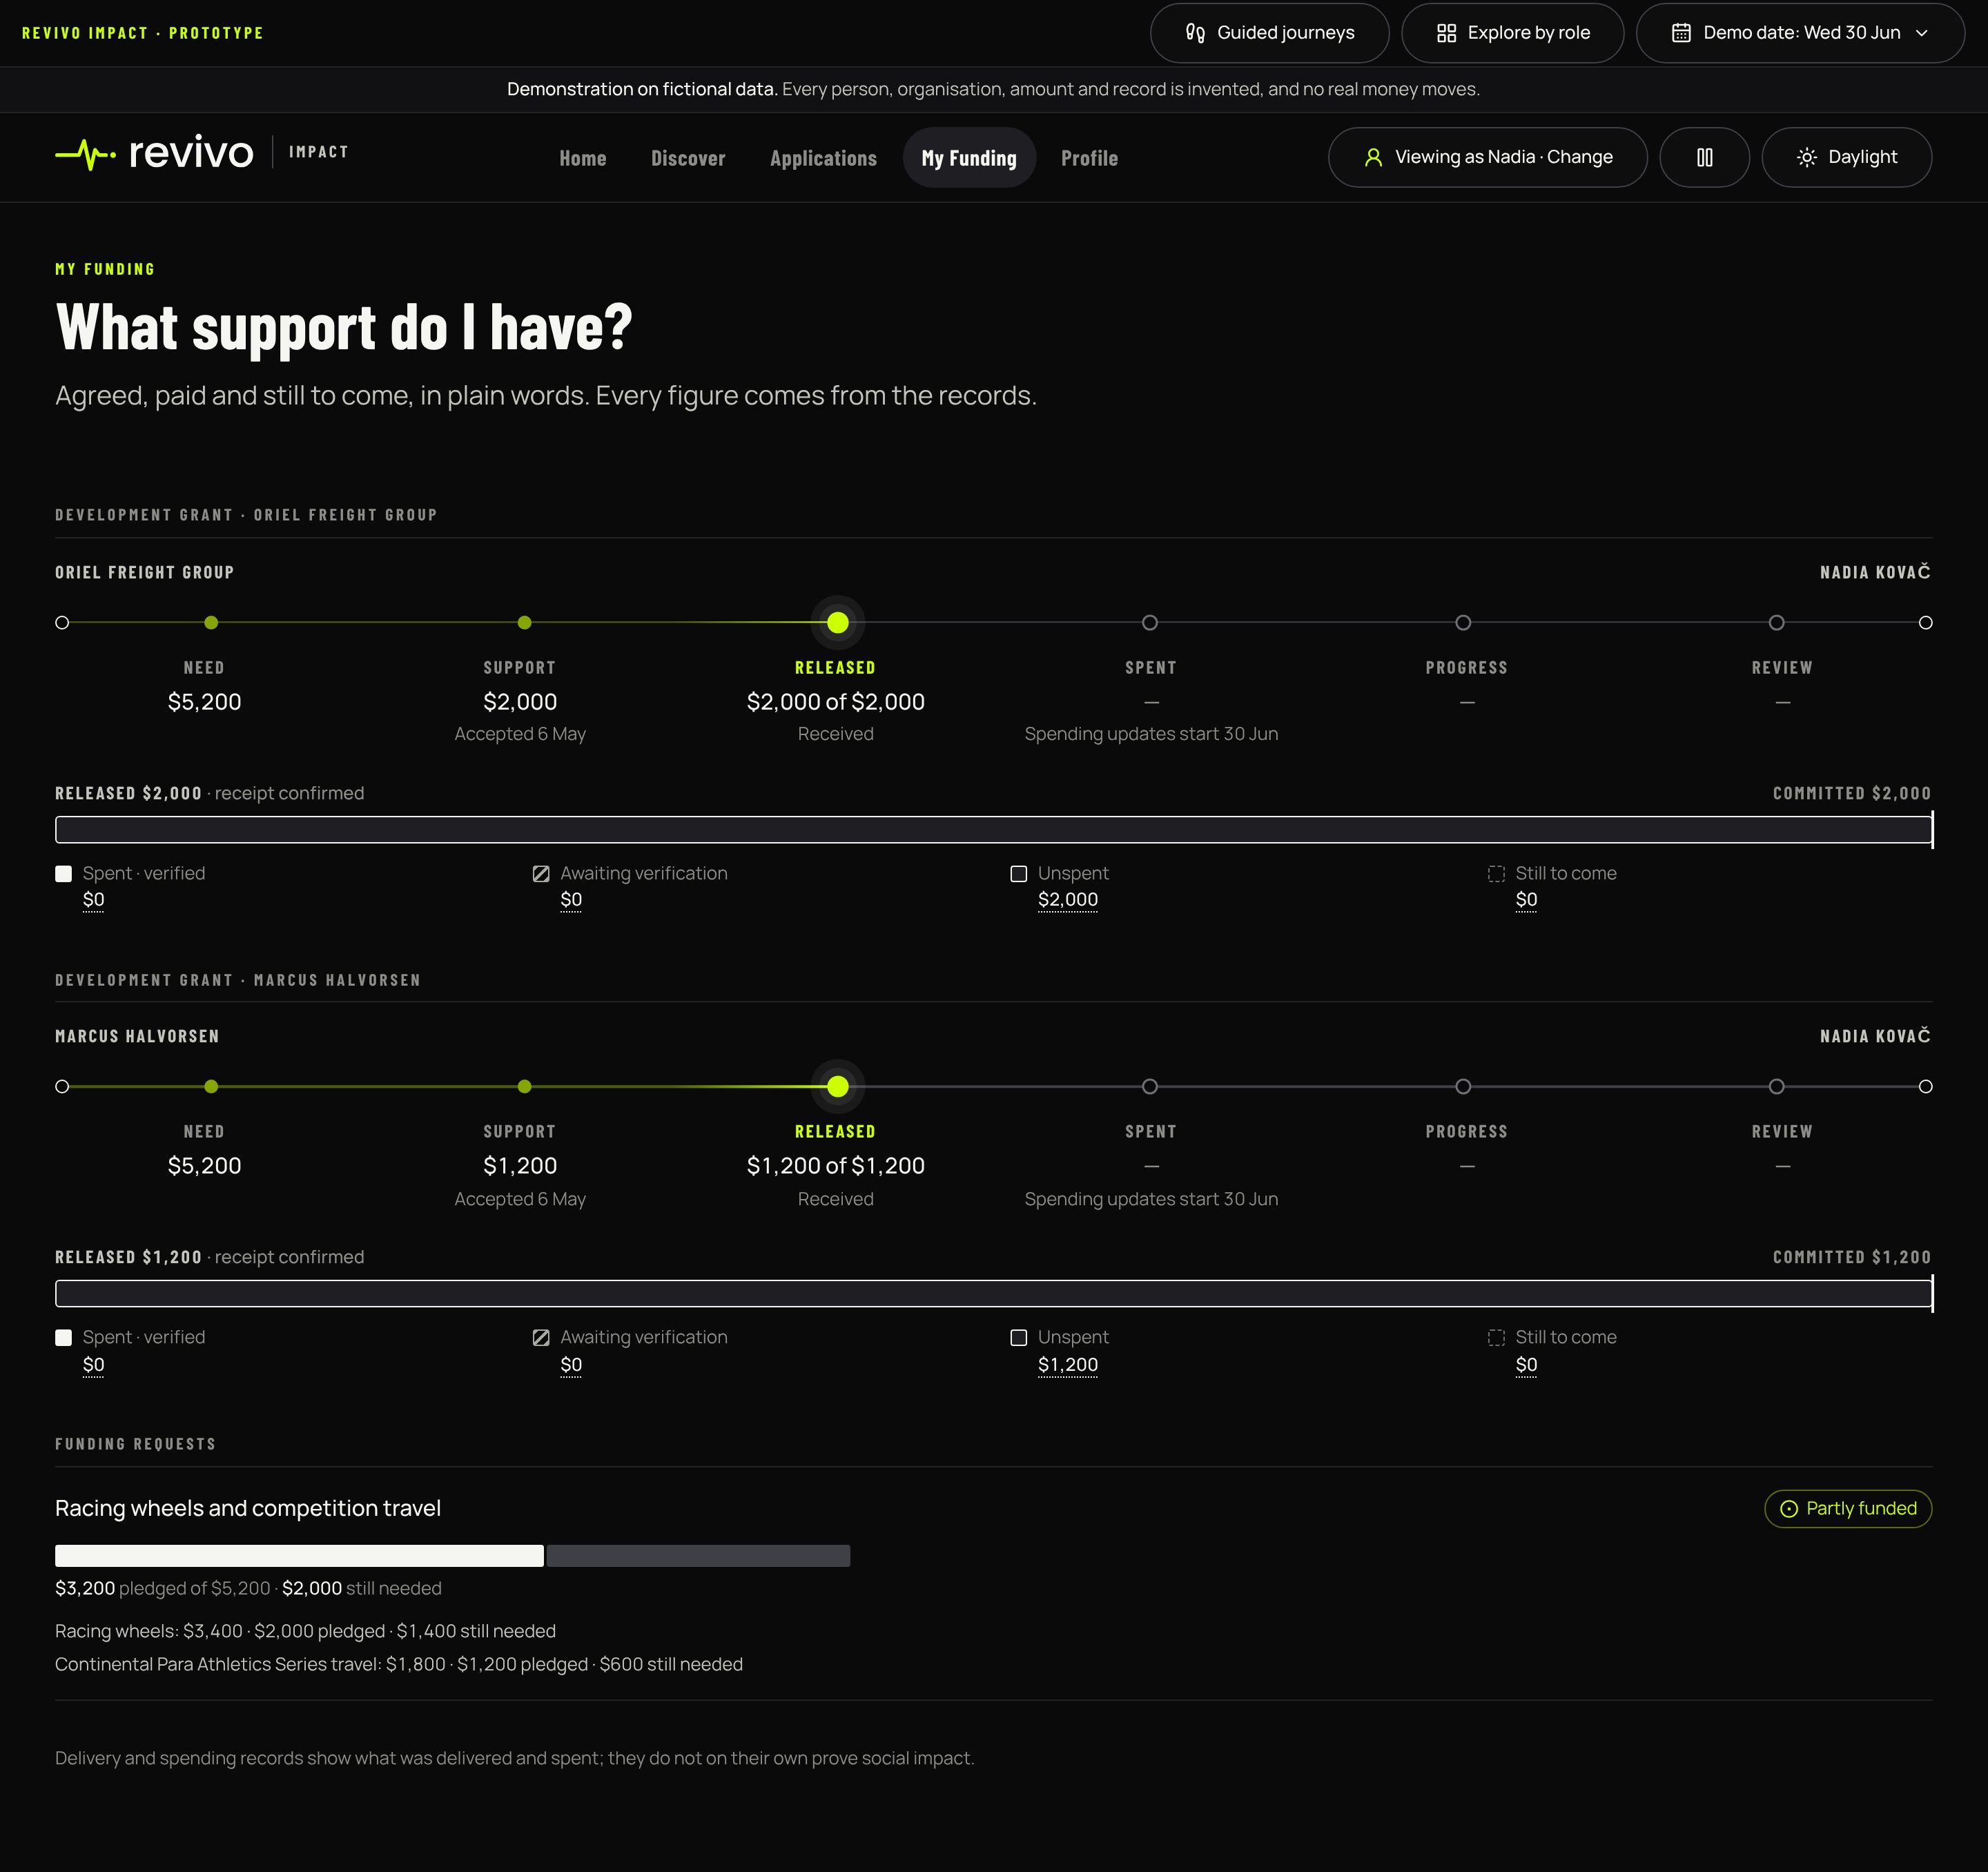 REVIVO IMPACT · PROTOTYPE
Guided journeys
Explore by role
Demo date: Wed 30 Jun
Demonstration on fictional data. Every person, organisation, amount and record is invented, and no real money moves.
revivo IMPACT
Home
Discover
Applications
My Funding
Profile
Viewing as Nadia · Change
Daylight
MY FUNDING
What support do I have?
Agreed, paid and still to come, in plain words. Every figure comes from the records.
DEVELOPMENT GRANT · ORIEL FREIGHT GROUP
ORIEL FREIGHT GROUP
NADIA KOVAČ
NEED SUPPORT RELEASED SPENT PROGRESS REVIEW
$5,200 $2,000 $2,000 of $2,000 — — —
Accepted 6 May Received Spending updates start 30 Jun
RELEASED $2,000 · receipt confirmed
COMMITTED $2,000
Spent · verified Awaiting verification Unspent Still to come
$0 $0 $2,000 $0
DEVELOPMENT GRANT · MARCUS HALVORSEN
MARCUS HALVORSEN
NADIA KOVAČ
NEED SUPPORT RELEASED SPENT PROGRESS REVIEW
$5,200 $1,200 $1,200 of $1,200 — — —
Accepted 6 May Received Spending updates start 30 Jun
RELEASED $1,200 · receipt confirmed
COMMITTED $1,200
Spent · verified Awaiting verification Unspent Still to come
$0 $0 $1,200 $0
FUNDING REQUESTS
Racing wheels and competition travel
Partly funded
$3,200 pledged of $5,200 · $2,000 still needed
Racing wheels: $3,400 · $2,000 pledged · $1,400 still needed
Continental Para Athletics Series travel: $1,800 · $1,200 pledged · $600 still needed
Delivery and spending records show what was delivered and spent; they do not on their own prove social impact.